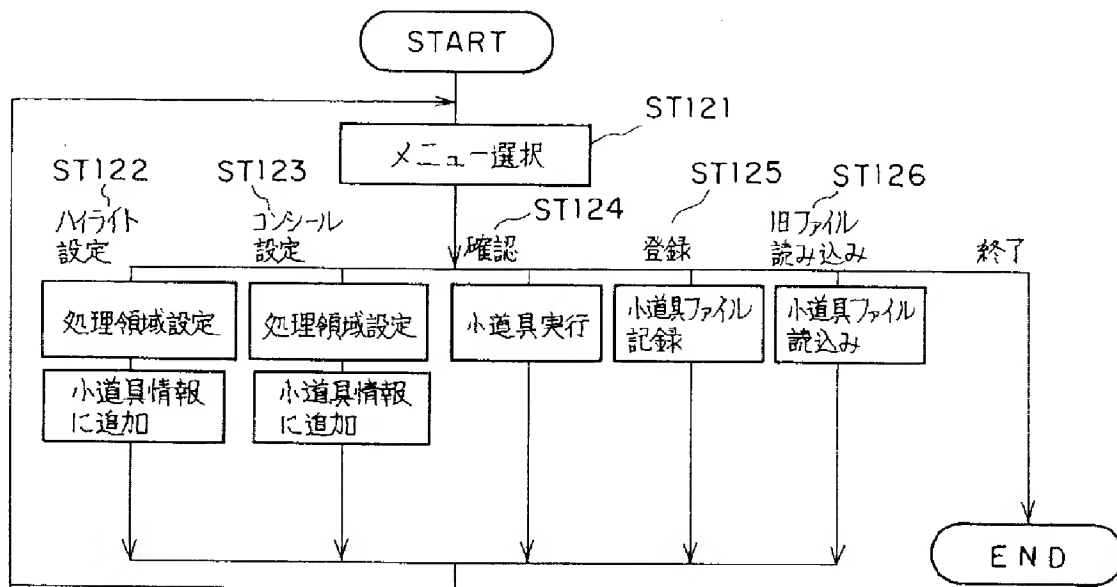 START
ST121
メニュー選択
ST122
ST123
ST124
ST125
ST126
ハイライト
設定
コンシール
設定
確認
登録
旧ファイル
読み込み
終了
処理領域設定
処理領域設定
小道具実行
小道具ファイル
記録
小道具ファイル
読込み
小道具情報
に追加
小道具情報
に追加
END